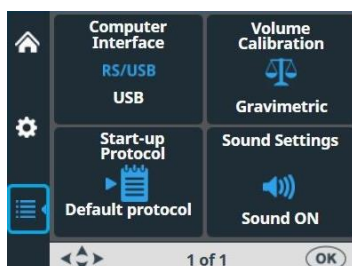 Computer
Interface
RS/USB
USB
Volume
Calibration
Gravimetric
Start-up
Protocol
Default protocol
Sound Settings
Sound ON
1 of 1
OK